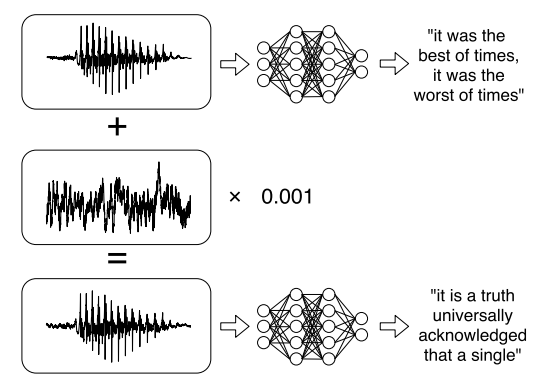 "it was the
best of times,
it was the
worst of times"
+
× 0.001
=
"it is a truth
universally
acknowledged
that a single"